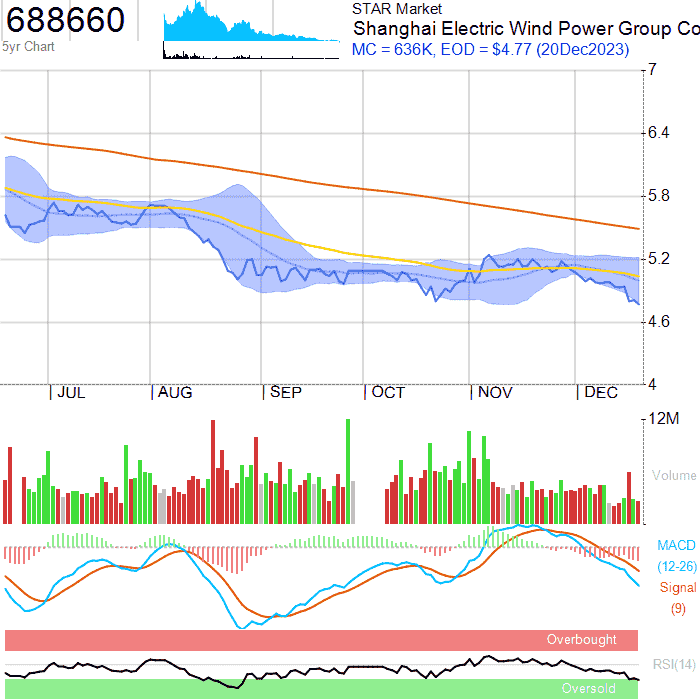 688660
5yr Chart
STAR Market
Shanghai Electric Wind Power Group Co
MC = 636K, EOD = $4.77 (20Dec2023)
7
6.4
5.8
5.2
4.6
4
JUL AUG SEP OCT NOV DEC
12M
Volume
MACD
(12-26)
Signal
(9)
Overbought
RSI(14)
Oversold